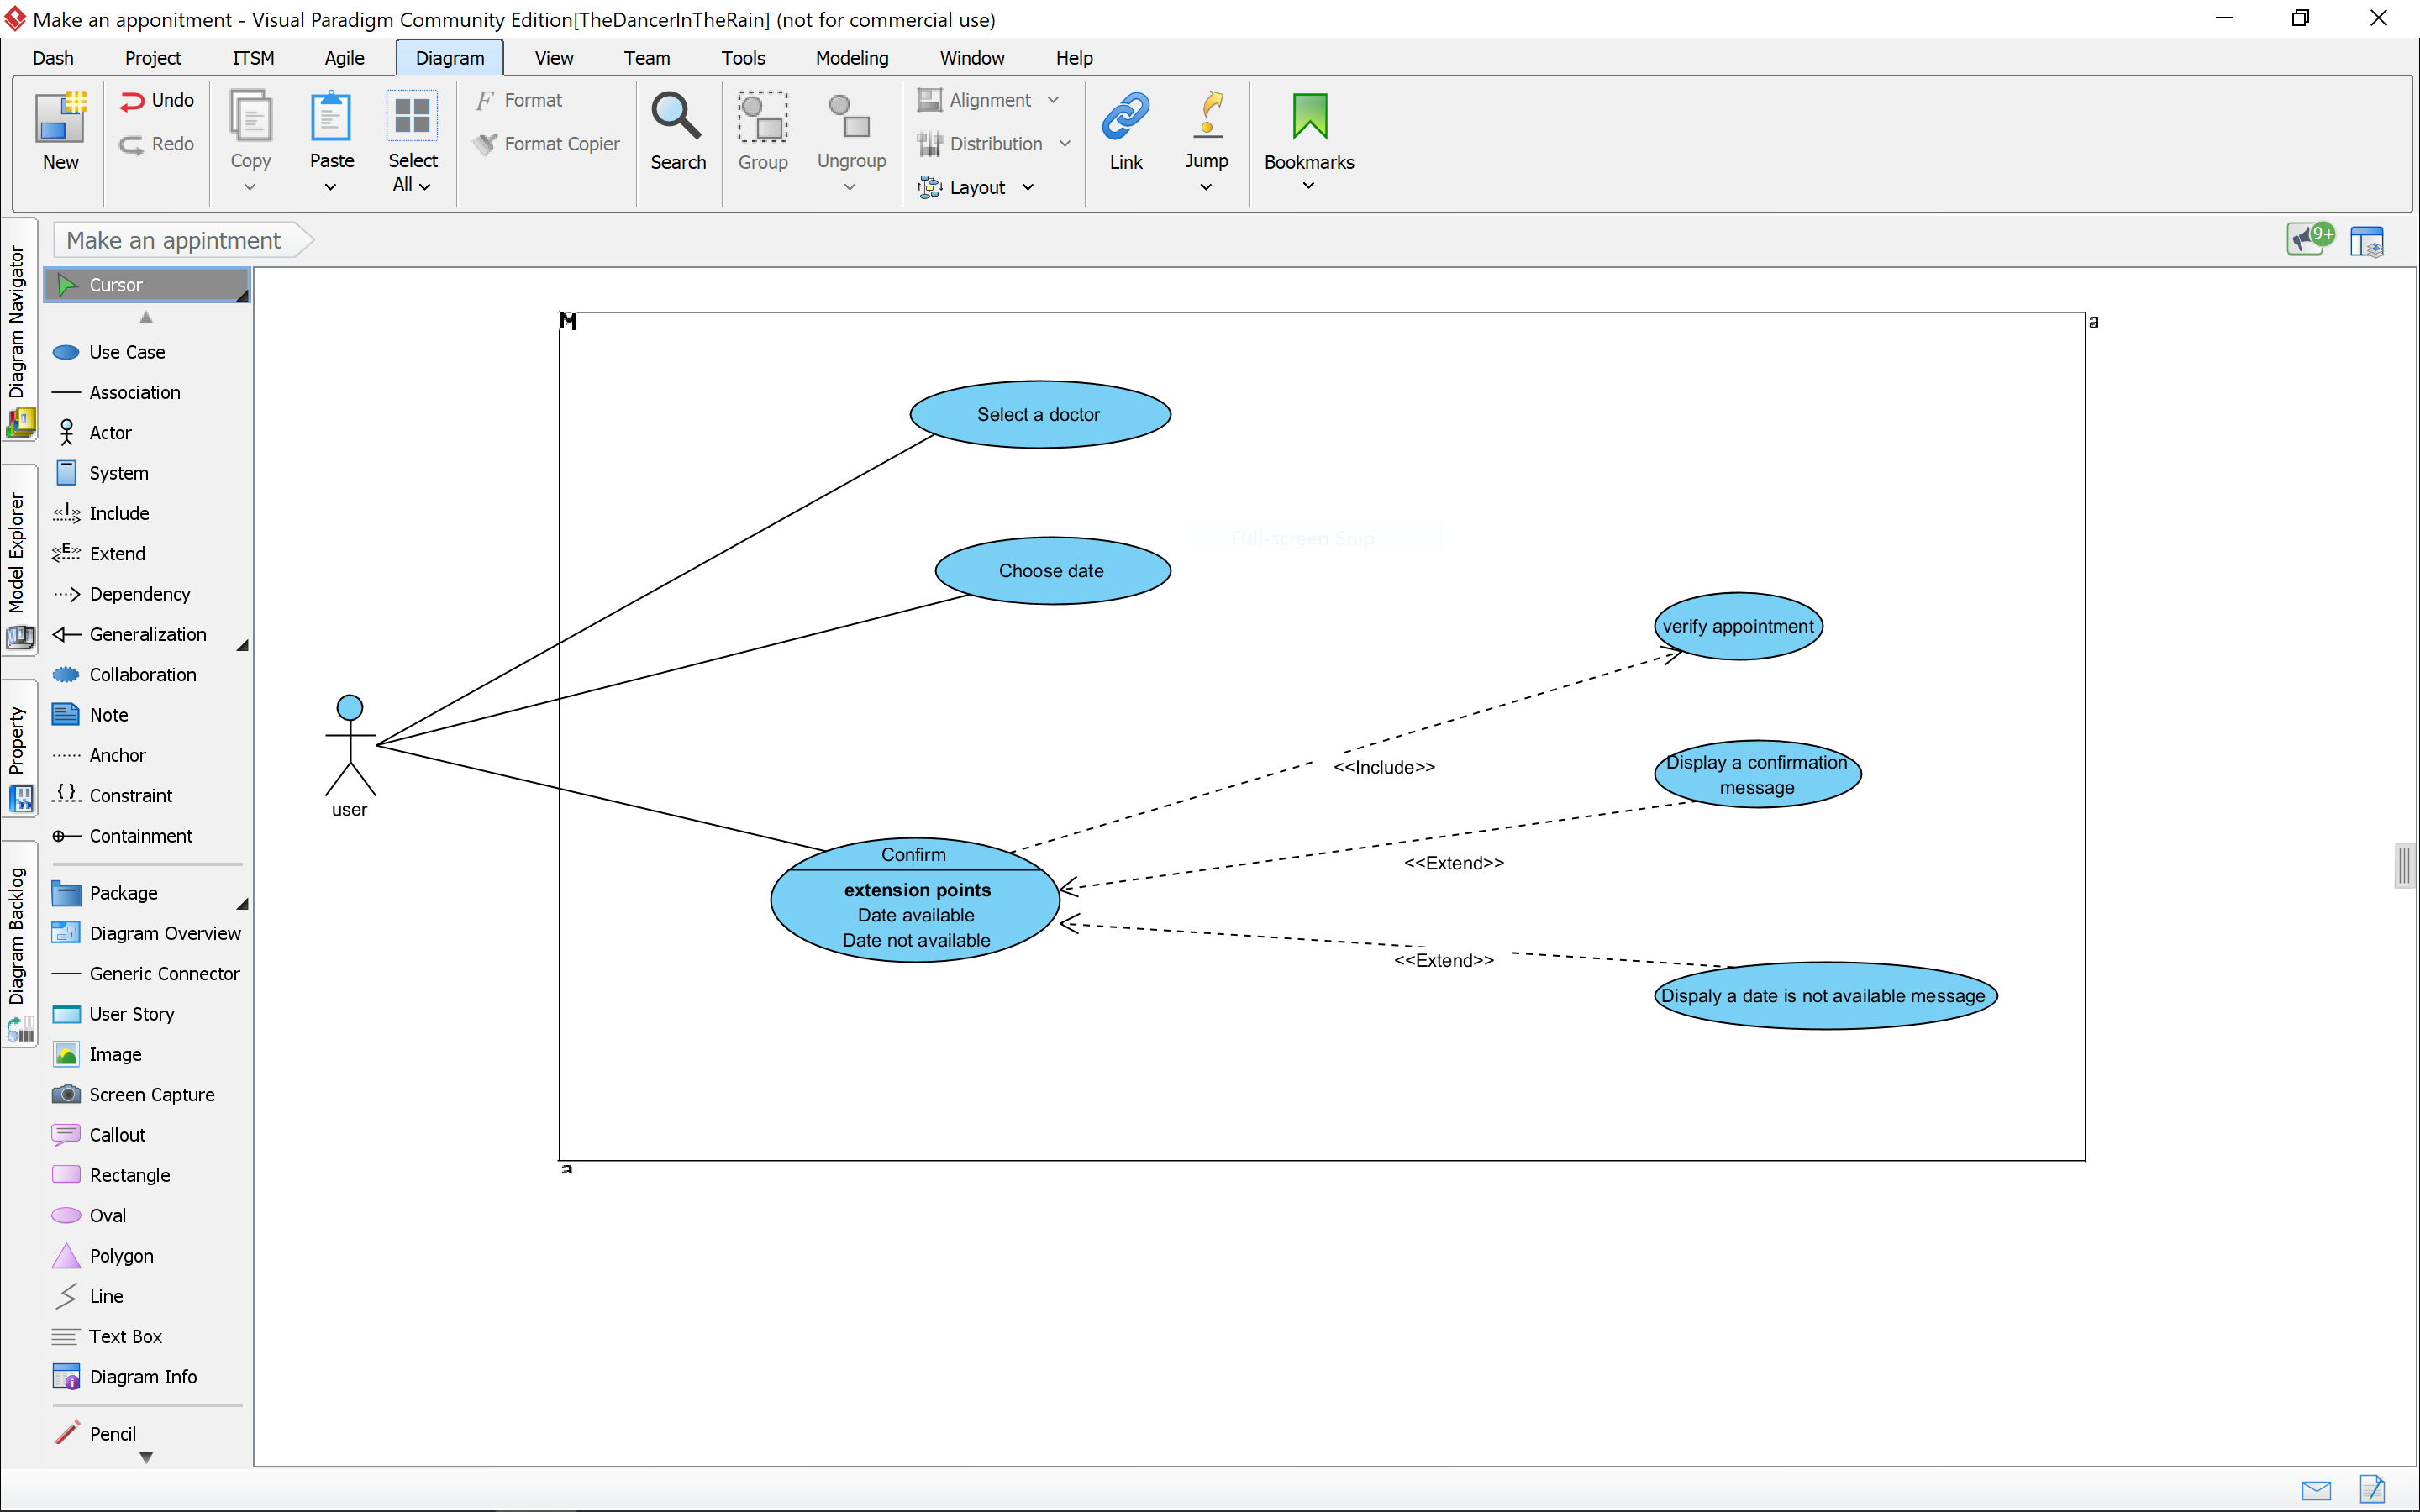 Make an apponitment - Visual Paradigm Community Edition[TheDancerInTheRain] (not for commercial use)
Dash Project ITSM Agile Diagram View Team Tools Modeling Window Help
New
Undo
Redo
Copy
Paste
Select
All
Format
Format Copier
Search
Group
Ungroup
Alignment
Distribution
Layout
Link
Jump
Bookmarks
Make an appintment
9+
Diagram Navigator
Model Explorer
Property
Diagram Backlog
Cursor
Use Case
Association
Actor
System
Include
Extend
Dependency
Generalization
Collaboration
Note
Anchor
Constraint
Containment
Package
Diagram Overview
Generic Connector
User Story
Image
Screen Capture
Callout
Rectangle
Oval
Polygon
Line
Text Box
Diagram Info
Pencil
M
a
Select a doctor
Full-screen Snip
Choose date
verify appointment
user
<<Include>>
Display a confirmation
message
Confirm
extension points
Date available
Date not available
<<Extend>>
<<Extend>>
Dispaly a date is not available message
a